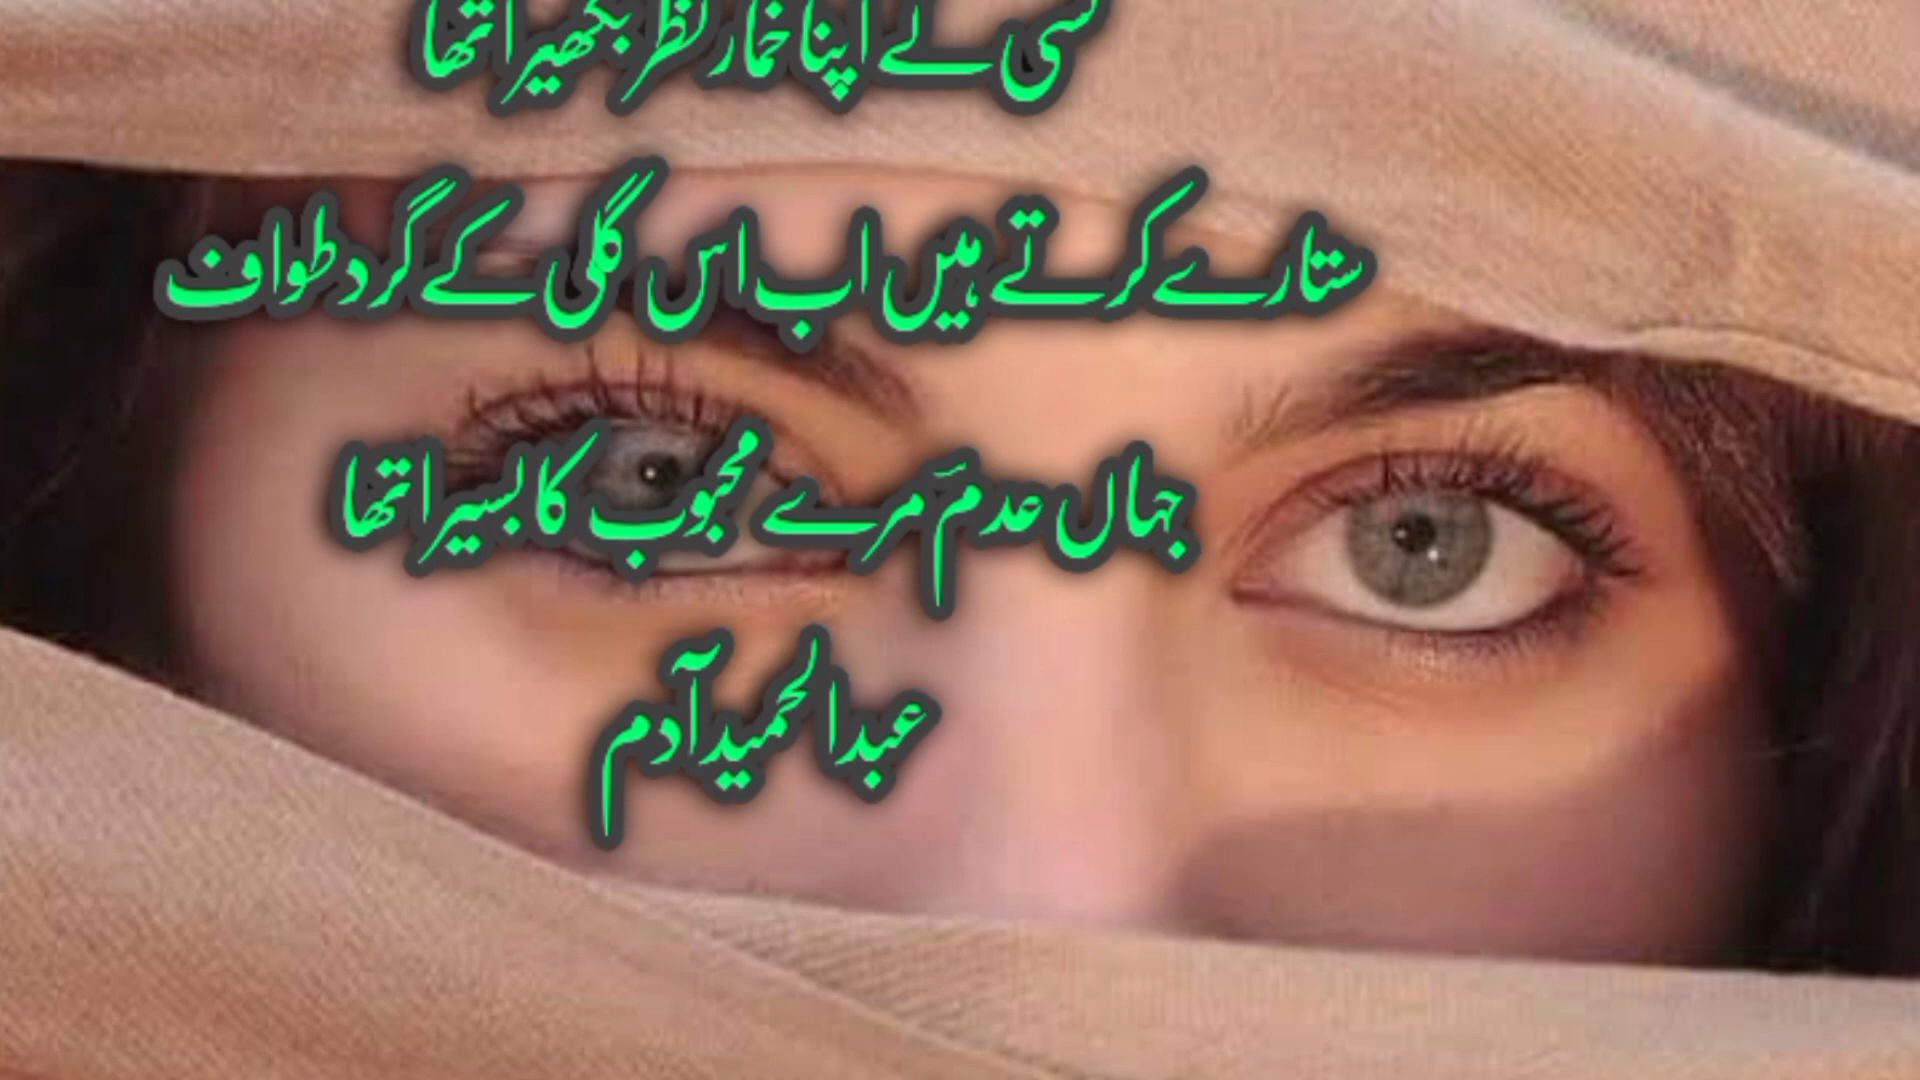 کسی نے اپنا خمار نظر بکھیرا تھا
ستارے کرتے ہیں اب اس گلی کے گرد طواف
جہاں عدمؔ مرے محبوب کا بسیرا تھا
عبدالحمید آدم